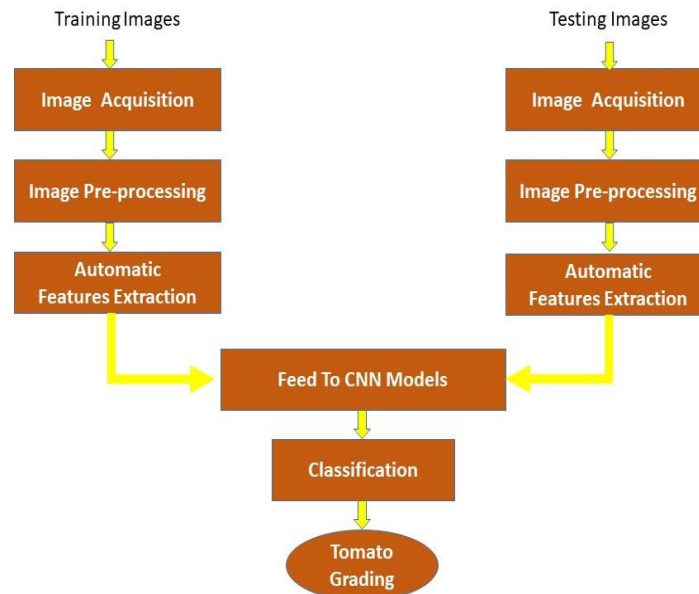 Training Images
Image Acquisition
Image Pre-processing
Automatic
Features Extraction
Testing Images
Image Acquisition
Image Pre-processing
Automatic
Features Extraction
Feed To CNN Models
Classification
Tomato
Grading